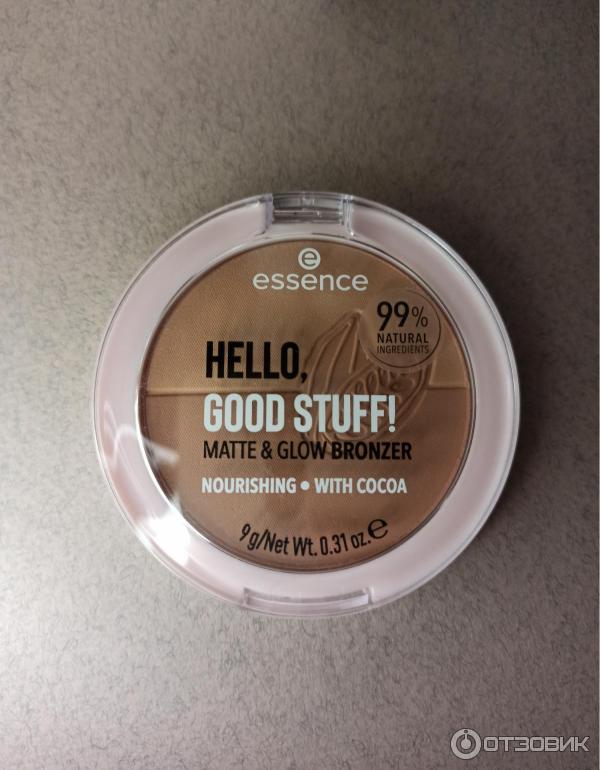 e
essence
99%
NATURAL
INGREDIENTS
HELLO,
GOOD STUFF!
MATTE & GLOW BRONZER
NOURISHING • WITH COCOA
9 g/Net Wt. 0.31 oz. ℮
ОТЗОВИК